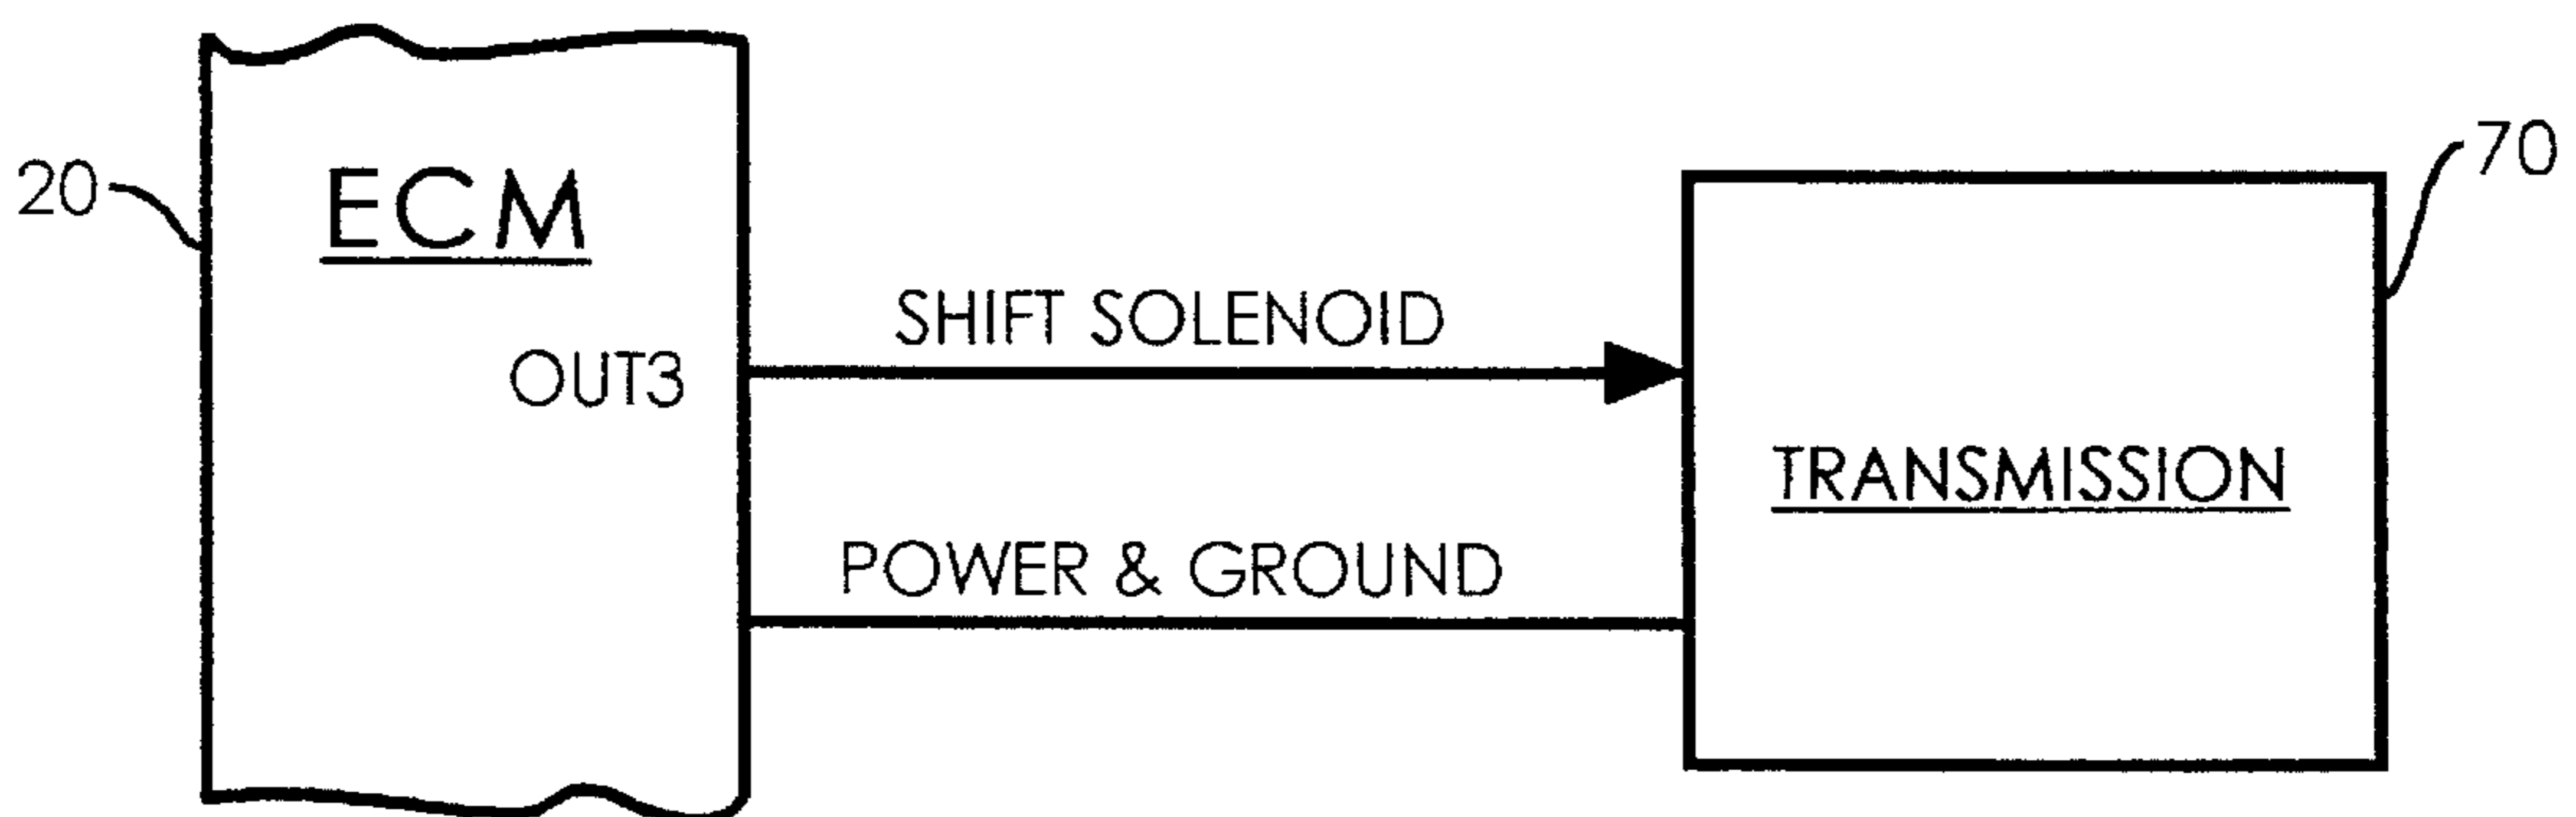 70
20
ECM
SHIFT SOLENOID
OUT3
TRANSMISSION
POWER & GROUND